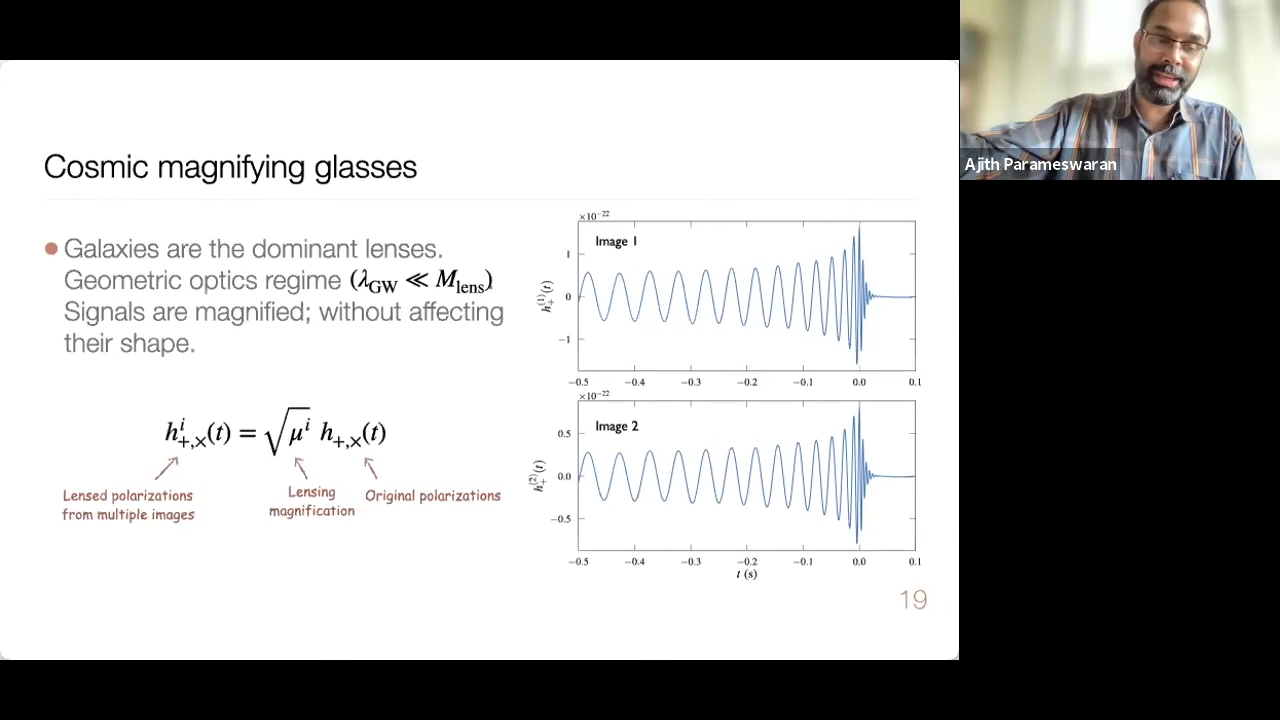 Cosmic magnifying glasses
Galaxies are the dominant lenses.
Geometric optics regime (λ_GW ≪ M_lens)
Signals are magnified; without affecting
their shape.
h^i_{+,×}(t) = √μ^i h_{+,×}(t)
Lensed polarizations
from multiple images
Lensing
magnification
Original polarizations
×10⁻²²
Image 1
h₊⁽¹⁾(t)
1
0
−1
−0.5 −0.4 −0.3 −0.2 −0.1 0.0 0.1
×10⁻²²
Image 2
h₊⁽²⁾(t)
0.5
0.0
−0.5
−0.5 −0.4 −0.3 −0.2 −0.1 0.0 0.1
t (s)
19
Ajith Parameswaran